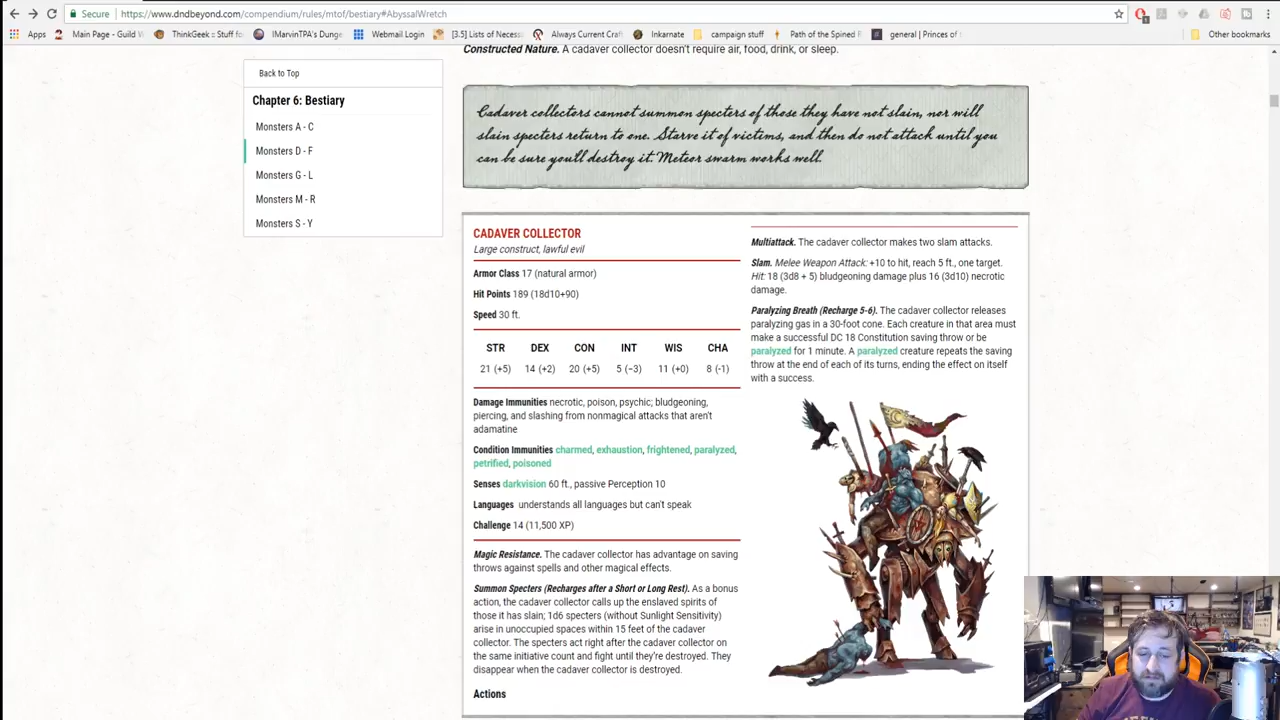 Secure https://www.dndbeyond.com/compendium/rules/mtof/bestiary#AbyssalWretch
Apps Main Page - Guild W ThinkGeek :: Stuff fo IMarvinTPA's Dunge Webmail Login [3.5] Lists of Necess Always Current Craf Inkarnate campaign stuff Path of the Spined R general | Princes of Other bookmarks
Constructed Nature. A cadaver collector doesn't require air, food, drink, or sleep.
Back to Top
Chapter 6: Bestiary
Monsters A - C
Monsters D - F
Monsters G - L
Monsters M - R
Monsters S - Y
Cadaver collectors cannot summon specters of those they have not slain, nor will
slain specters return to one. Starve it of victims, and then do not attack until you
can be sure you'll destroy it. Meteor swarm works well.
CADAVER COLLECTOR
Large construct, lawful evil
Armor Class 17 (natural armor)
Hit Points 189 (18d10+90)
Speed 30 ft.
STR DEX CON INT WIS CHA
21 (+5) 14 (+2) 20 (+5) 5 (−3) 11 (+0) 8 (-1)
Damage Immunities necrotic, poison, psychic; bludgeoning,
piercing, and slashing from nonmagical attacks that aren't
adamatine
Condition Immunities charmed, exhaustion, frightened, paralyzed,
petrified, poisoned
Senses darkvision 60 ft., passive Perception 10
Languages understands all languages but can't speak
Challenge 14 (11,500 XP)
Magic Resistance. The cadaver collector has advantage on saving
throws against spells and other magical effects.
Summon Specters (Recharges after a Short or Long Rest). As a bonus
action, the cadaver collector calls up the enslaved spirits of
those it has slain; 1d6 specters (without Sunlight Sensitivity)
arise in unoccupied spaces within 15 feet of the cadaver
collector. The specters act right after the cadaver collector on
the same initiative count and fight until they're destroyed. They
disappear when the cadaver collector is destroyed.
Actions
Multiattack. The cadaver collector makes two slam attacks.
Slam. Melee Weapon Attack: +10 to hit, reach 5 ft., one target.
Hit: 18 (3d8 + 5) bludgeoning damage plus 16 (3d10) necrotic
damage.
Paralyzing Breath (Recharge 5-6). The cadaver collector releases
paralyzing gas in a 30-foot cone. Each creature in that area must
make a successful DC 18 Constitution saving throw or be
paralyzed for 1 minute. A paralyzed creature repeats the saving
throw at the end of each of its turns, ending the effect on itself
with a success.